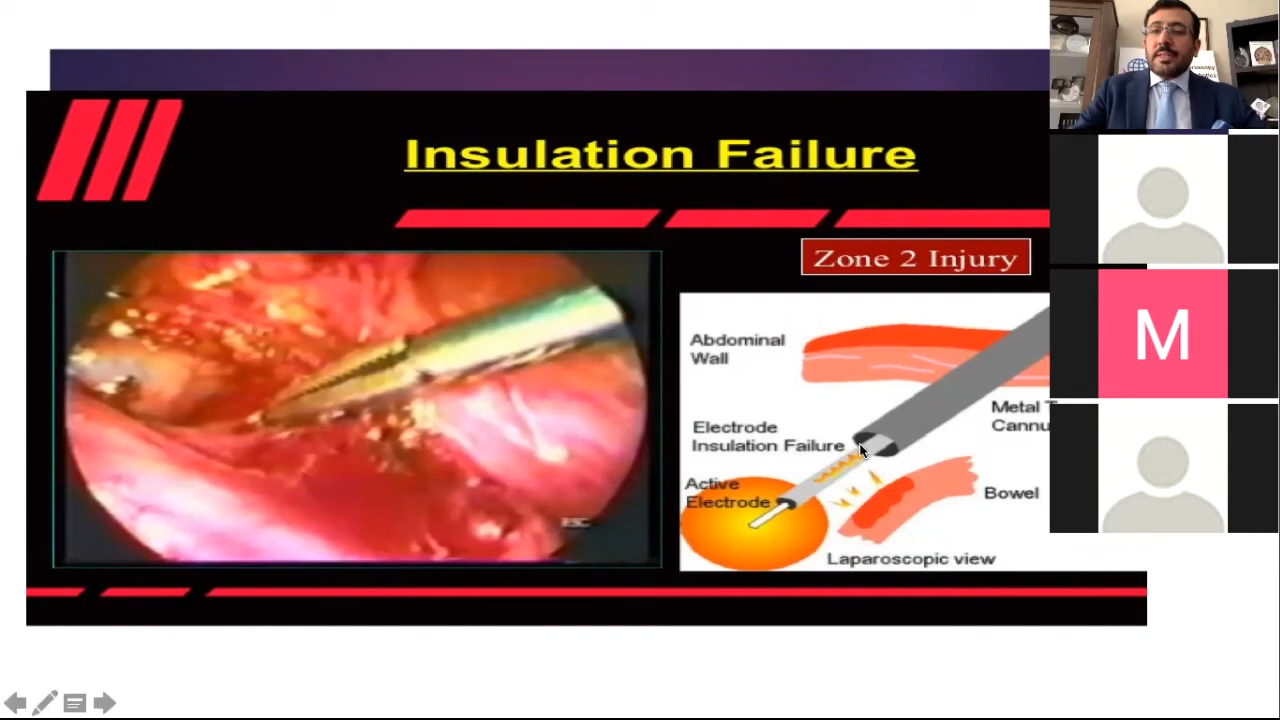 Insulation Failure
Zone 2 Injury
Abdominal
Wall
Metal T
Cannu
Electrode
Insulation Failure
Active
Electrode
Bowel
Laparoscopic view
M